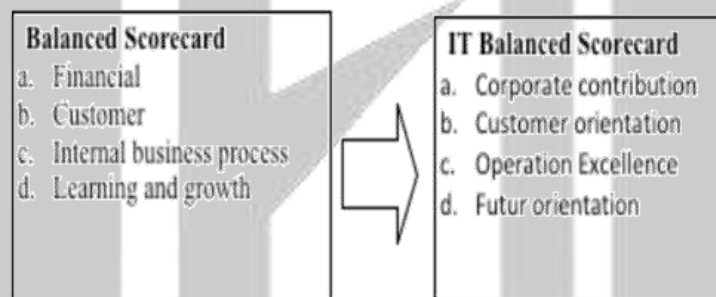 Balanced Scorecard
a. Financial
b. Customer
c. Internal business process
d. Learning and growth
IT Balanced Scorecard
a. Corporate contribution
b. Customer orientation
c. Operation Excellence
d. Futur orientation